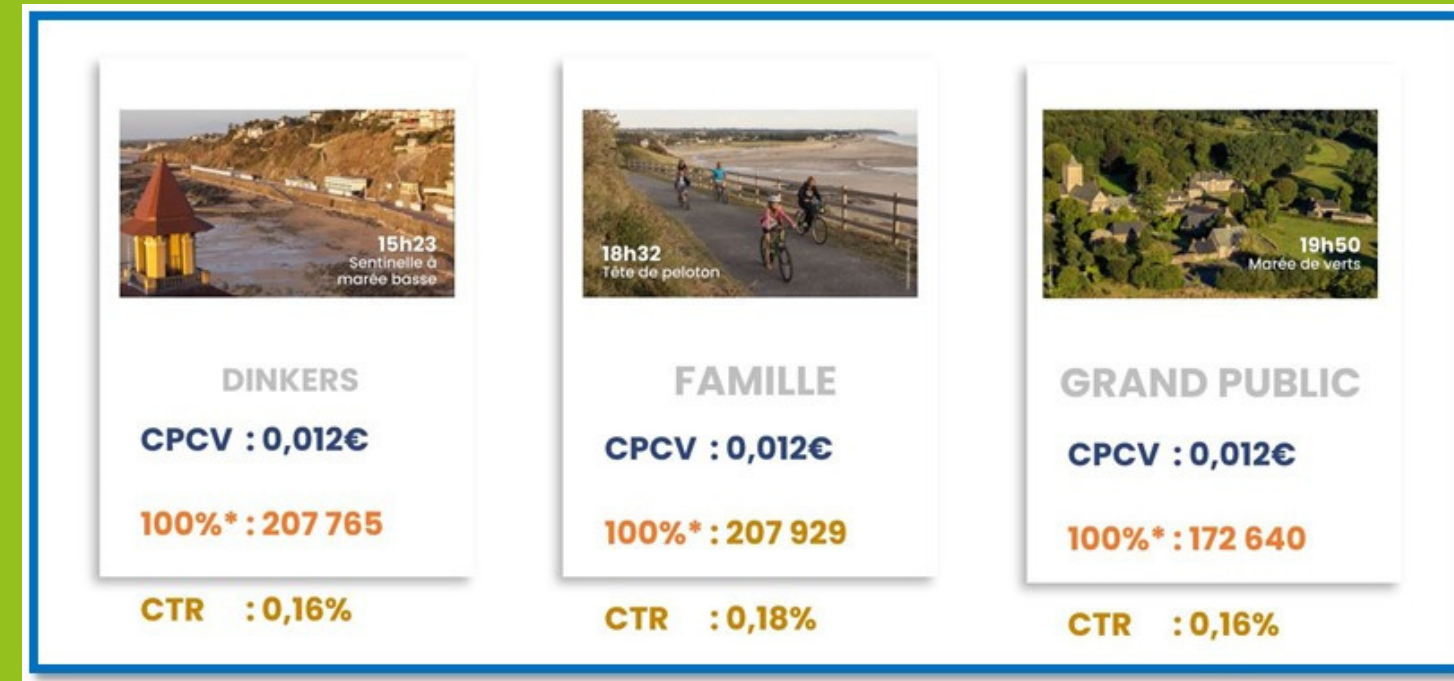 15h23
Sentinelle à
marée basse
DINKERS
CPCV : 0,012€
100%* : 207 765
CTR : 0,16%
18h32
Tête de peloton
FAMILLE
CPCV : 0,012€
100%* : 207 929
CTR : 0,18%
19h50
Marée de verts
GRAND PUBLIC
CPCV : 0,012€
100%* : 172 640
CTR : 0,16%